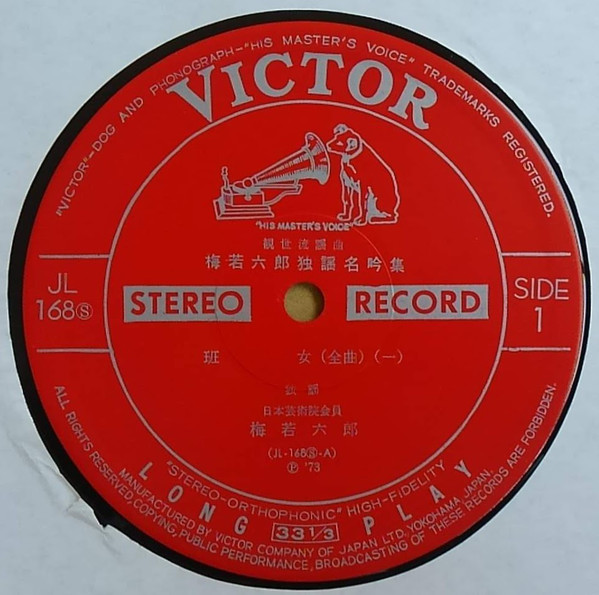 "VICTOR"–DOG AND PHONOGRAPH–"HIS MASTER'S VOICE" TRADEMARKS REGISTERED.
VICTOR
"HIS MASTER'S VOICE"
観世流謡曲
梅若六郎独謡名吟集
JL
168Ⓢ
STEREO
RECORD
SIDE
1
班 女(全曲)(一)
独謡
日本芸術院会員
梅若六郎
(JL-168Ⓢ-A)
Ⓟ '73
"STEREO-ORTHOPHONIC" HIGH-FIDELITY
LONG PLAY
33 1/3
MANUFACTURED BY VICTOR COMPANY OF JAPAN LTD. YOKOHAMA JAPAN.
ALL RIGHTS RESERVED, COPYING, PUBLIC PERFORMANCE, BROADCASTING OF THESE RECORDS ARE FORBIDDEN.